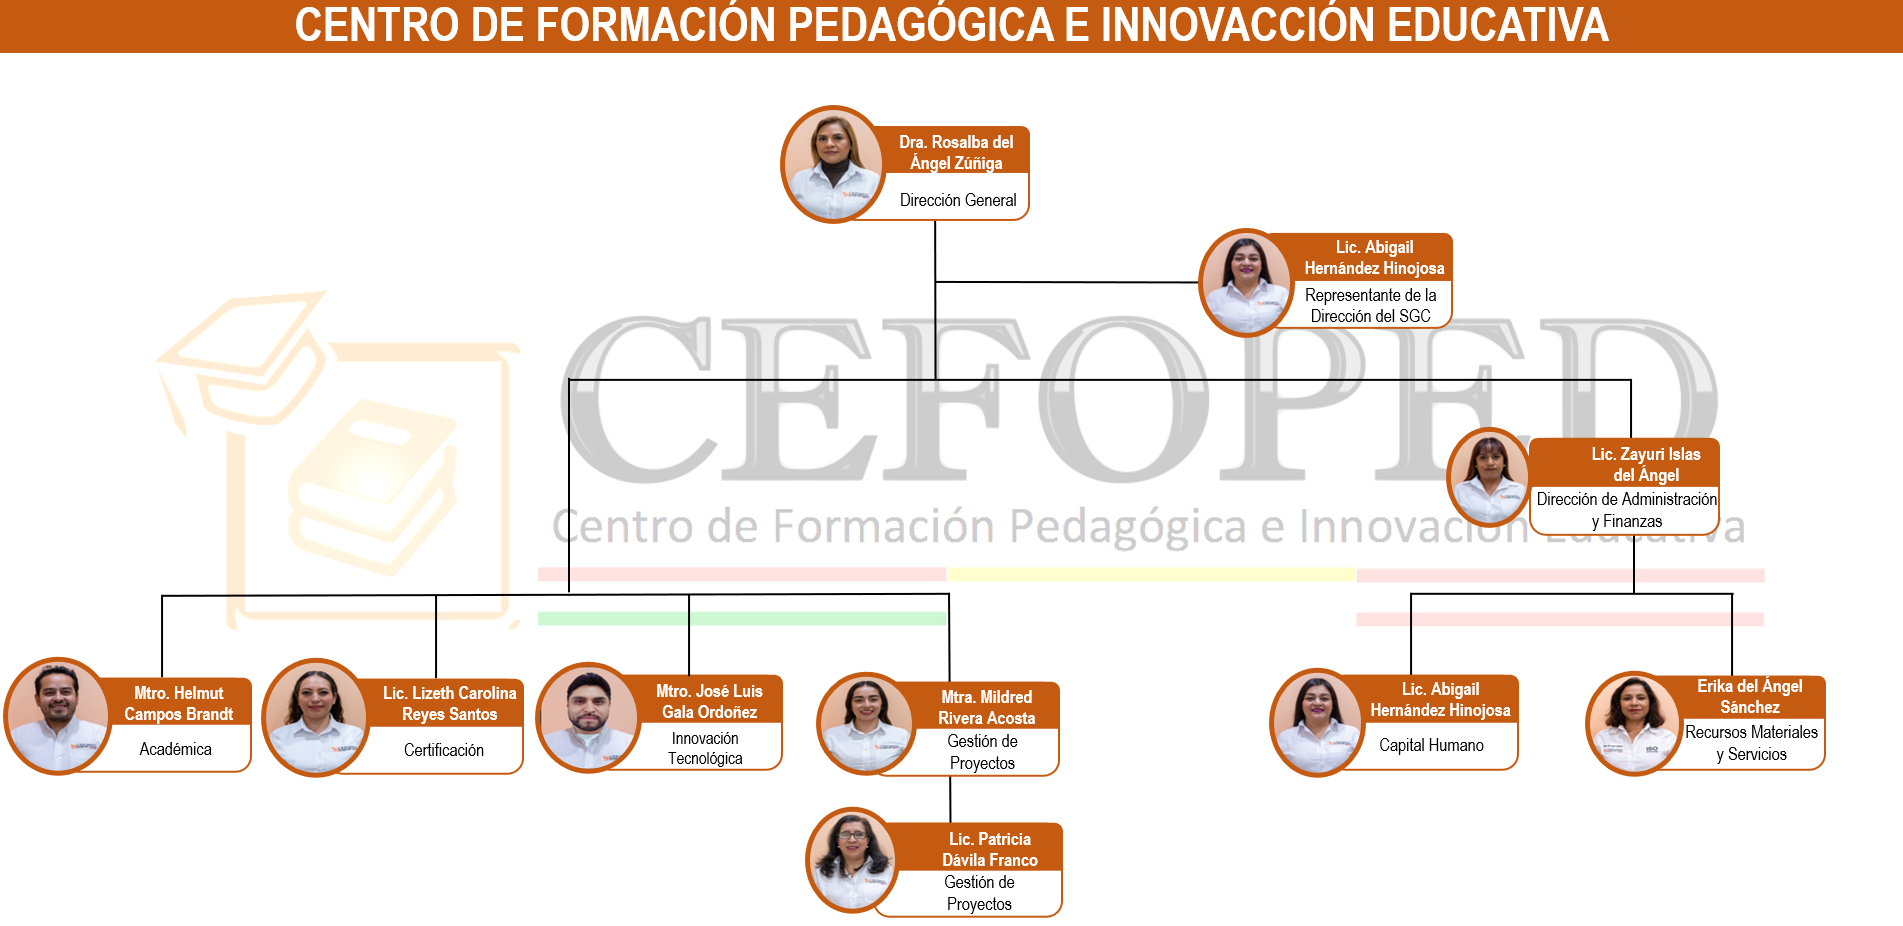 CENTRO DE FORMACIÓN PEDAGÓGICA E INNOVACCIÓN EDUCATIVA
Dra. Rosalba del
Ángel Zúñiga
Dirección General
Lic. Abigail
Hernández Hinojosa
Representante de la
Dirección del SGC
CEFOPED
Centro de Formación Pedagógica e Innovación Educativa
Lic. Zayuri Islas
del Ángel
Dirección de Administración
y Finanzas
Mtro. Helmut
Campos Brandt
Académica
Lic. Lizeth Carolina
Reyes Santos
Certificación
Mtro. José Luis
Gala Ordoñez
Innovación
Tecnológica
Mtra. Mildred
Rivera Acosta
Gestión de
Proyectos
Lic. Abigail
Hernández Hinojosa
Capital Humano
Erika del Ángel
Sánchez
Recursos Materiales
y Servicios
Lic. Patricia
Dávila Franco
Gestión de
Proyectos